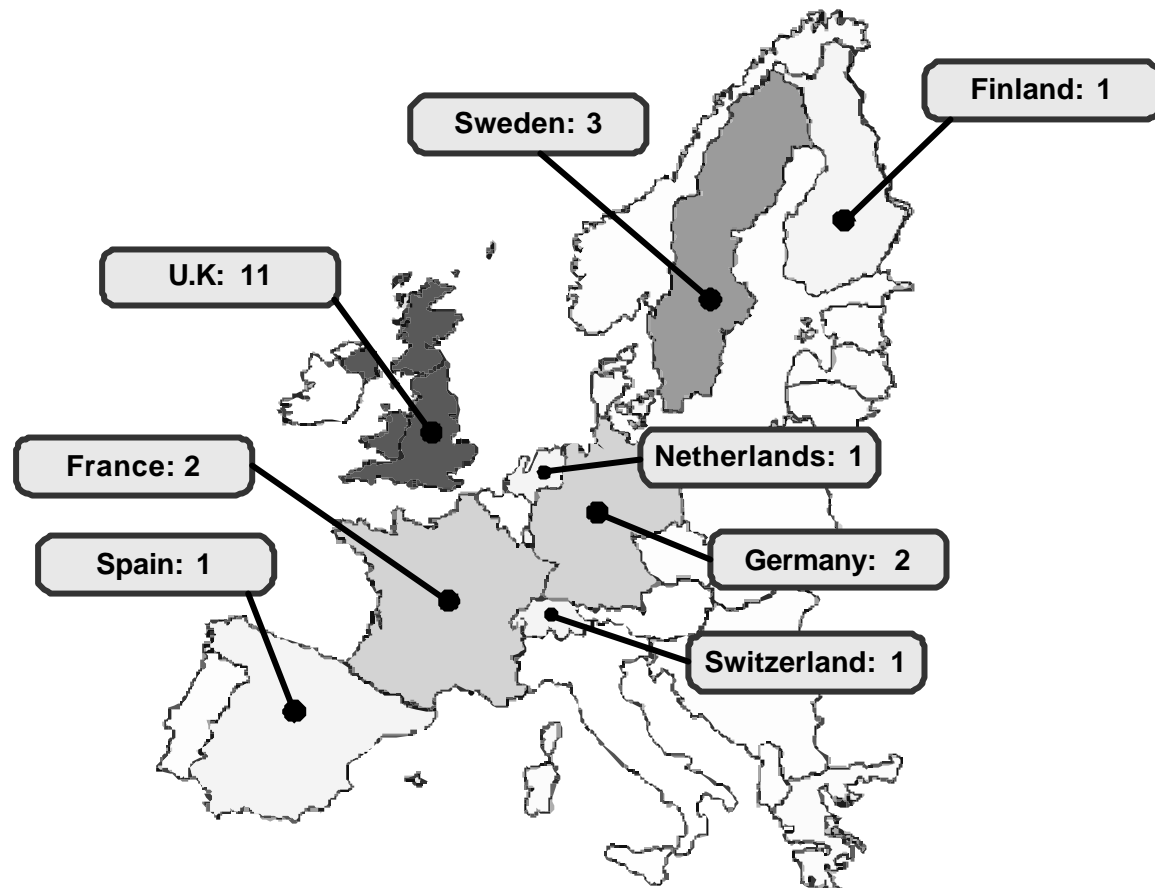 Finland: 1
Sweden: 3
U.K: 11
Netherlands: 1
France: 2
Germany: 2
Spain: 1
Switzerland: 1